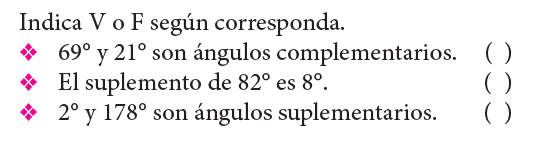 Indica V o F según corresponda.
❖ 69° y 21° son ángulos complementarios. ( )
❖ El suplemento de 82° es 8°. ( )
❖ 2° y 178° son ángulos suplementarios. ( )